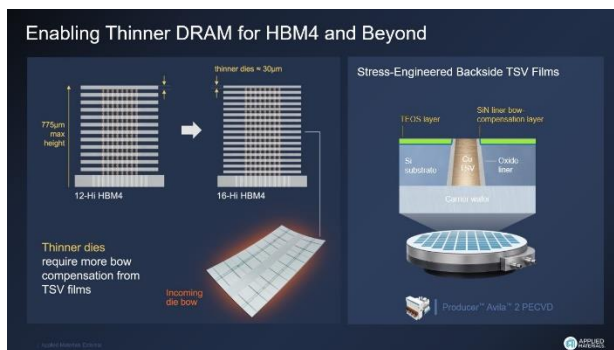 Enabling Thinner DRAM for HBM4 and Beyond
thinner dies ≈ 30µm
775µm
max
height
12-Hi HBM4
16-Hi HBM4
Thinner dies
require more bow
compensation from
TSV films
Incoming
die bow
Stress-Engineered Backside TSV Films
TEOS layer
SiN liner bow-
compensation layer
Si
substrate
Cu
TSV
Oxide
liner
Carrier wafer
Producer™ Avila™ 2 PECVD
Applied Materials External
APPLIED
MATERIALS